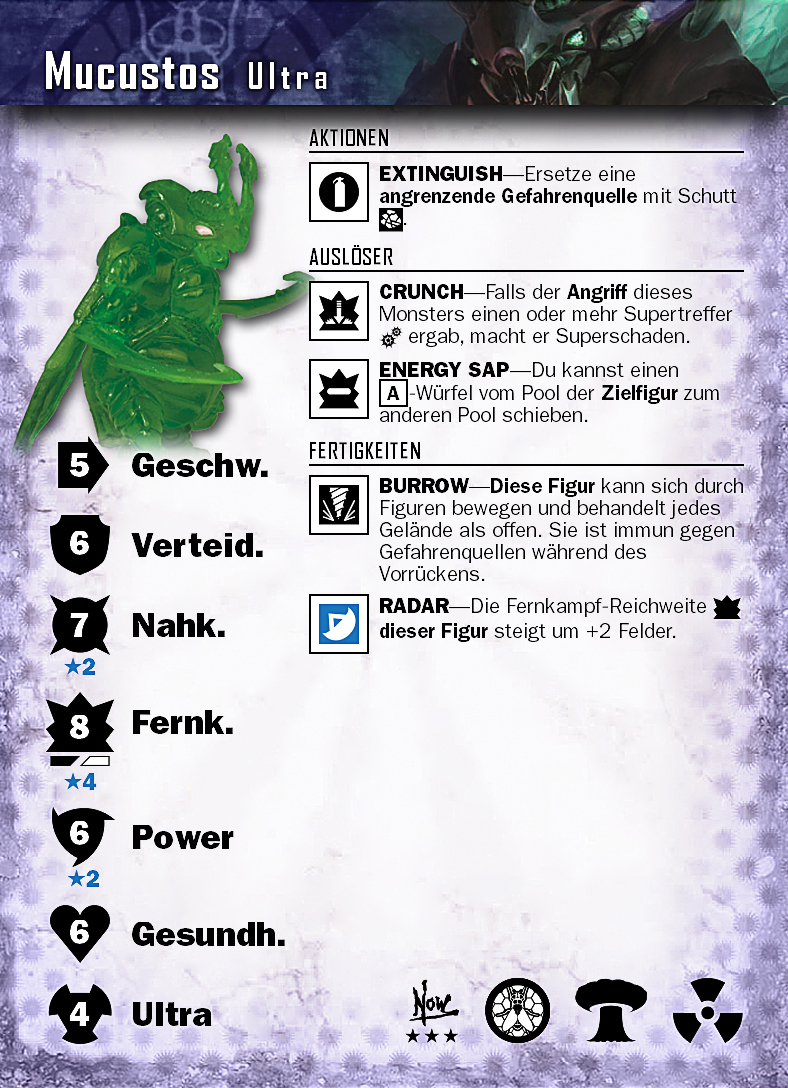 Mucustos Ultra
AKTIONEN
EXTINGUISH—Ersetze eine
angrenzende Gefahrenquelle mit Schutt
.
AUSLÖSER
CRUNCH—Falls der Angriff dieses
Monsters einen oder mehr Supertreffer
ergab, macht er Superschaden.
ENERGY SAP—Du kannst einen
A-Würfel vom Pool der Zielfigur zum
anderen Pool schieben.
FERTIGKEITEN
BURROW—Diese Figur kann sich durch
Figuren bewegen und behandelt jedes
Gelände als offen. Sie ist immun gegen
Gefahrenquellen während des
Vorrückens.
RADAR—Die Fernkampf-Reichweite
dieser Figur steigt um +2 Felder.
5 Geschw.
6 Verteid.
7 Nahk.
★2
8 Fernk.
★4
6 Power
★2
6 Gesundh.
4 Ultra
Now
★★★